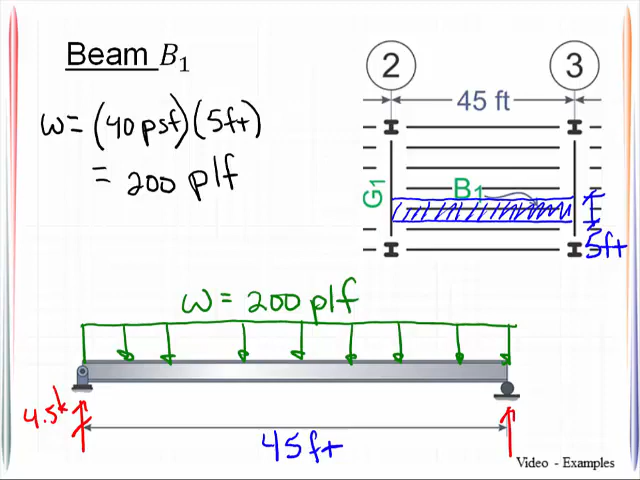 Beam B₁
w = (40 psf)(5ft)
= 200 plf
2
3
45 ft
G1
B1
5ft
w = 200 plf
4.5k
45ft
Video - Examples